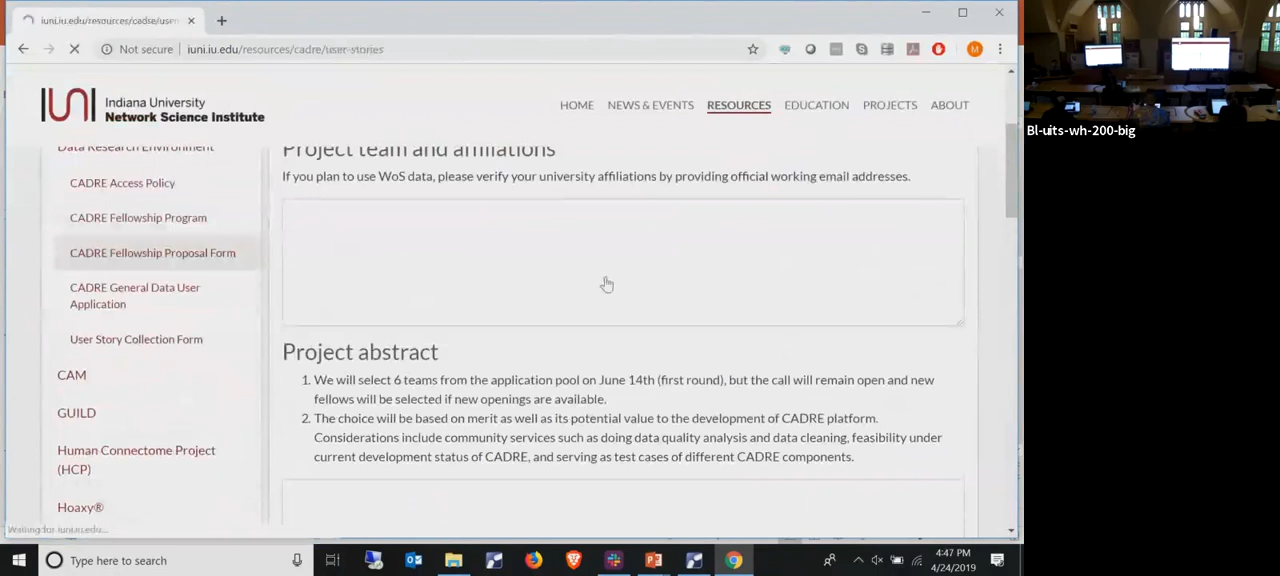 iuni.iu.edu/resources/cadre/user
Not secure
iuni.iu.edu/resources/cadre/user-stories
M
Indiana University
Network Science Institute
HOME
NEWS & EVENTS
RESOURCES
EDUCATION
PROJECTS
ABOUT
Data Research Environment
CADRE Access Policy
CADRE Fellowship Program
CADRE Fellowship Proposal Form
CADRE General Data User
Application
User Story Collection Form
CAM
GUILD
Human Connectome Project
(HCP)
Hoaxy®
Project team and affiliations
If you plan to use WoS data, please verify your university affiliations by providing official working email addresses.
Project abstract
1. We will select 6 teams from the application pool on June 14th (first round), but the call will remain open and new
fellows will be selected if new openings are available.
2. The choice will be based on merit as well as its potential value to the development of CADRE platform.
Considerations include community services such as doing data quality analysis and data cleaning, feasibility under
current development status of CADRE, and serving as test cases of different CADRE components.
Waiting for iuni.iu.edu...
Type here to search
4:47 PM
4/24/2019
Bl-uits-wh-200-big